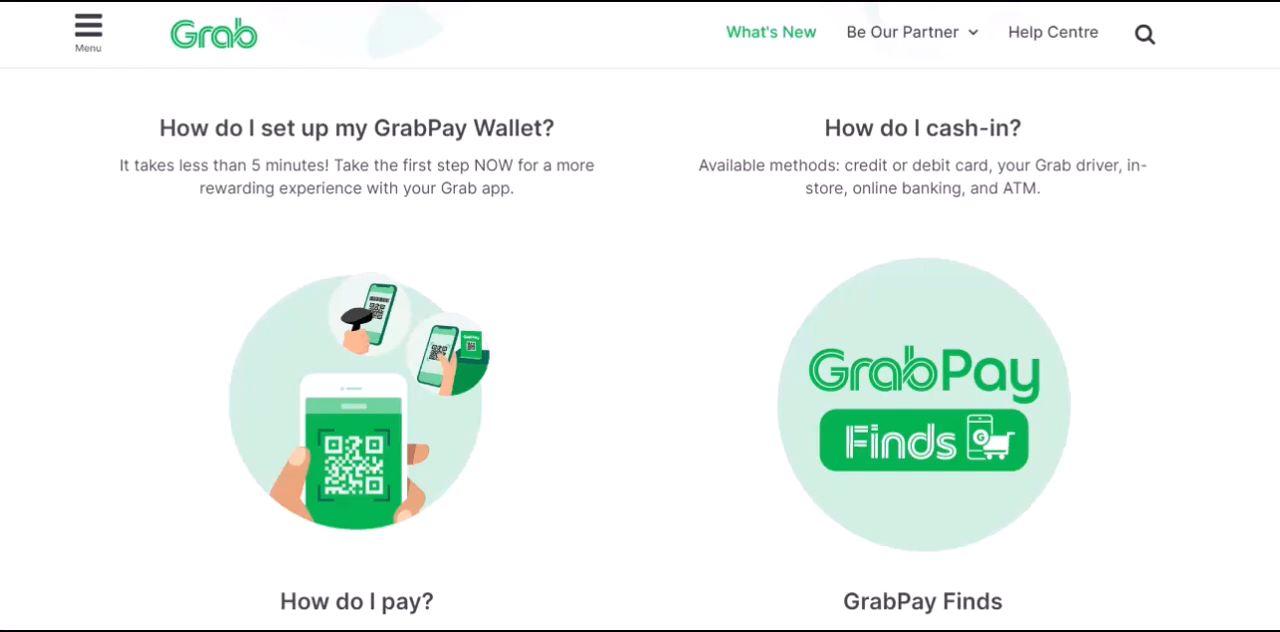 Menu
Grab
What's New
Be Our Partner
Help Centre
How do I set up my GrabPay Wallet?
It takes less than 5 minutes! Take the first step NOW for a more
rewarding experience with your Grab app.
How do I cash-in?
Available methods: credit or debit card, your Grab driver, in-
store, online banking, and ATM.
GrabPay
GrabPay
Finds
G
How do I pay?
GrabPay Finds